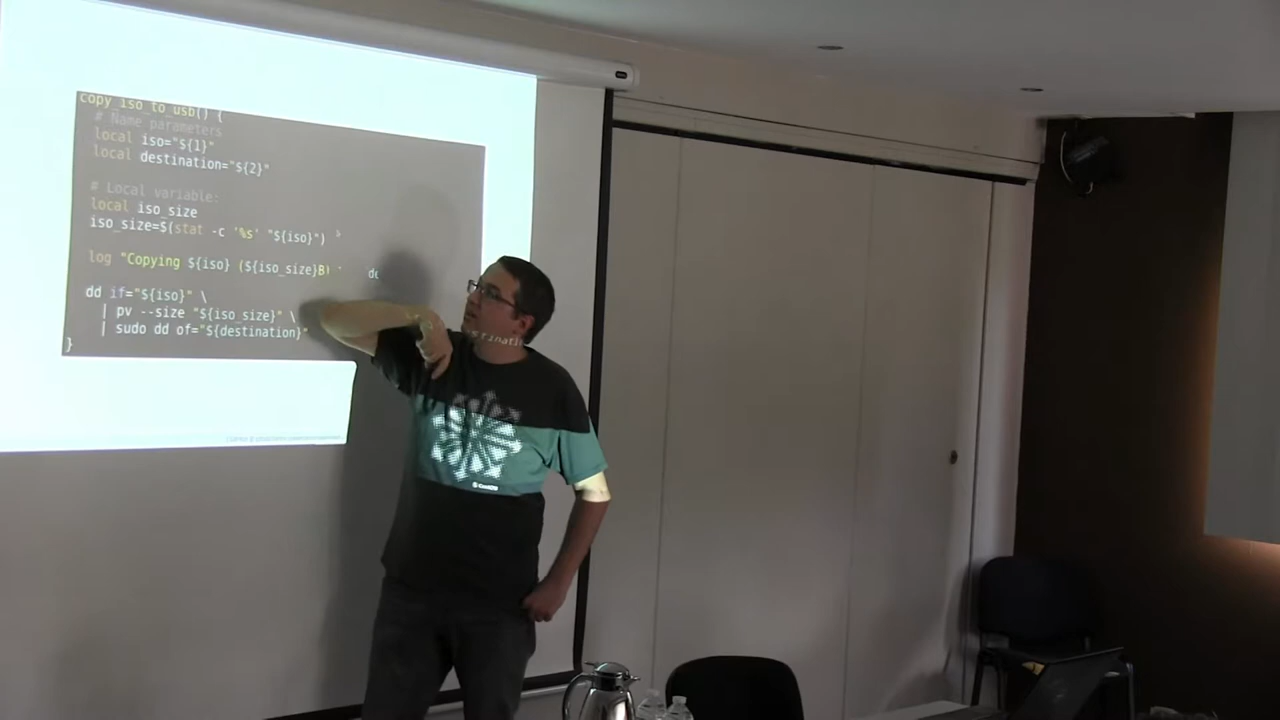 copy_iso_to_usb() {
# Name parameters
local iso="${1}"
local destination="${2}"
# Local variable:
local iso_size
iso_size=$(stat -c '%s' "${iso}")
log "Copying ${iso} (${iso_size}B) de
dd if="${iso}" \
| pv --size "${iso_size}" \
| sudo dd of="${destination}"
}